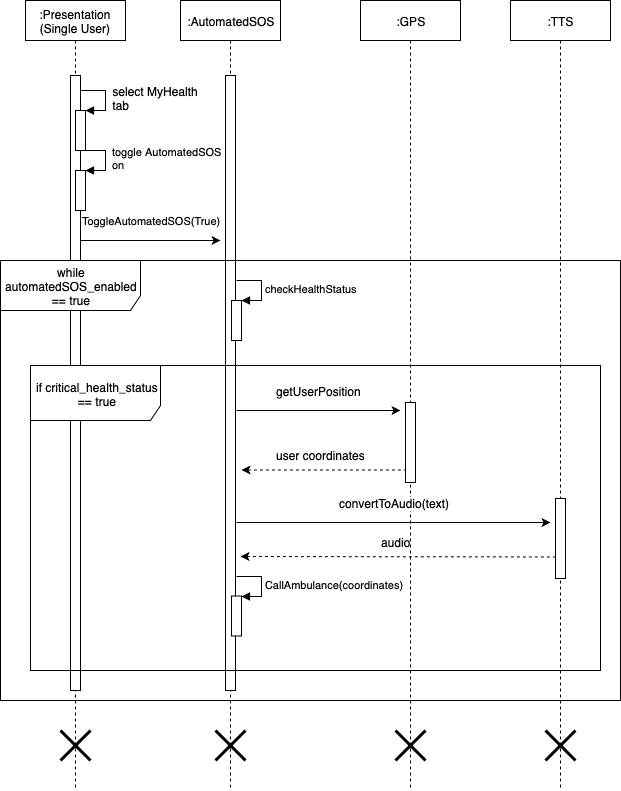 :Presentation
(Single User)
:AutomatedSOS
:GPS
:TTS
select MyHealth
tab
toggle AutomatedSOS
on
ToggleAutomatedSOS(True)
while
automatedSOS_enabled
== true
checkHealthStatus
if critical_health_status
== true
getUserPosition
user coordinates
convertToAudio(text)
audio
CallAmbulance(coordinates)